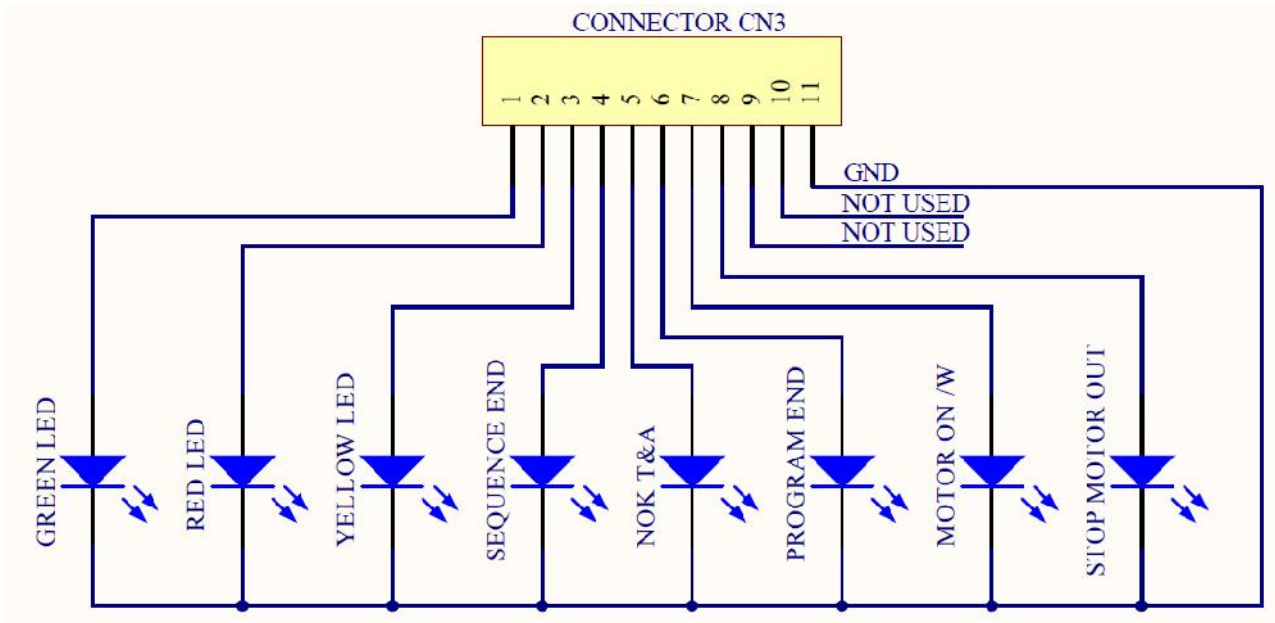 CONNECTOR CN3
1 2 3 4 5 6 7 8 9 10 11
GND
NOT USED
NOT USED
GREEN LED
RED LED
YELLOW LED
SEQUENCE END
NOK T&A
PROGRAM END
MOTOR ON /W
STOP MOTOR OUT